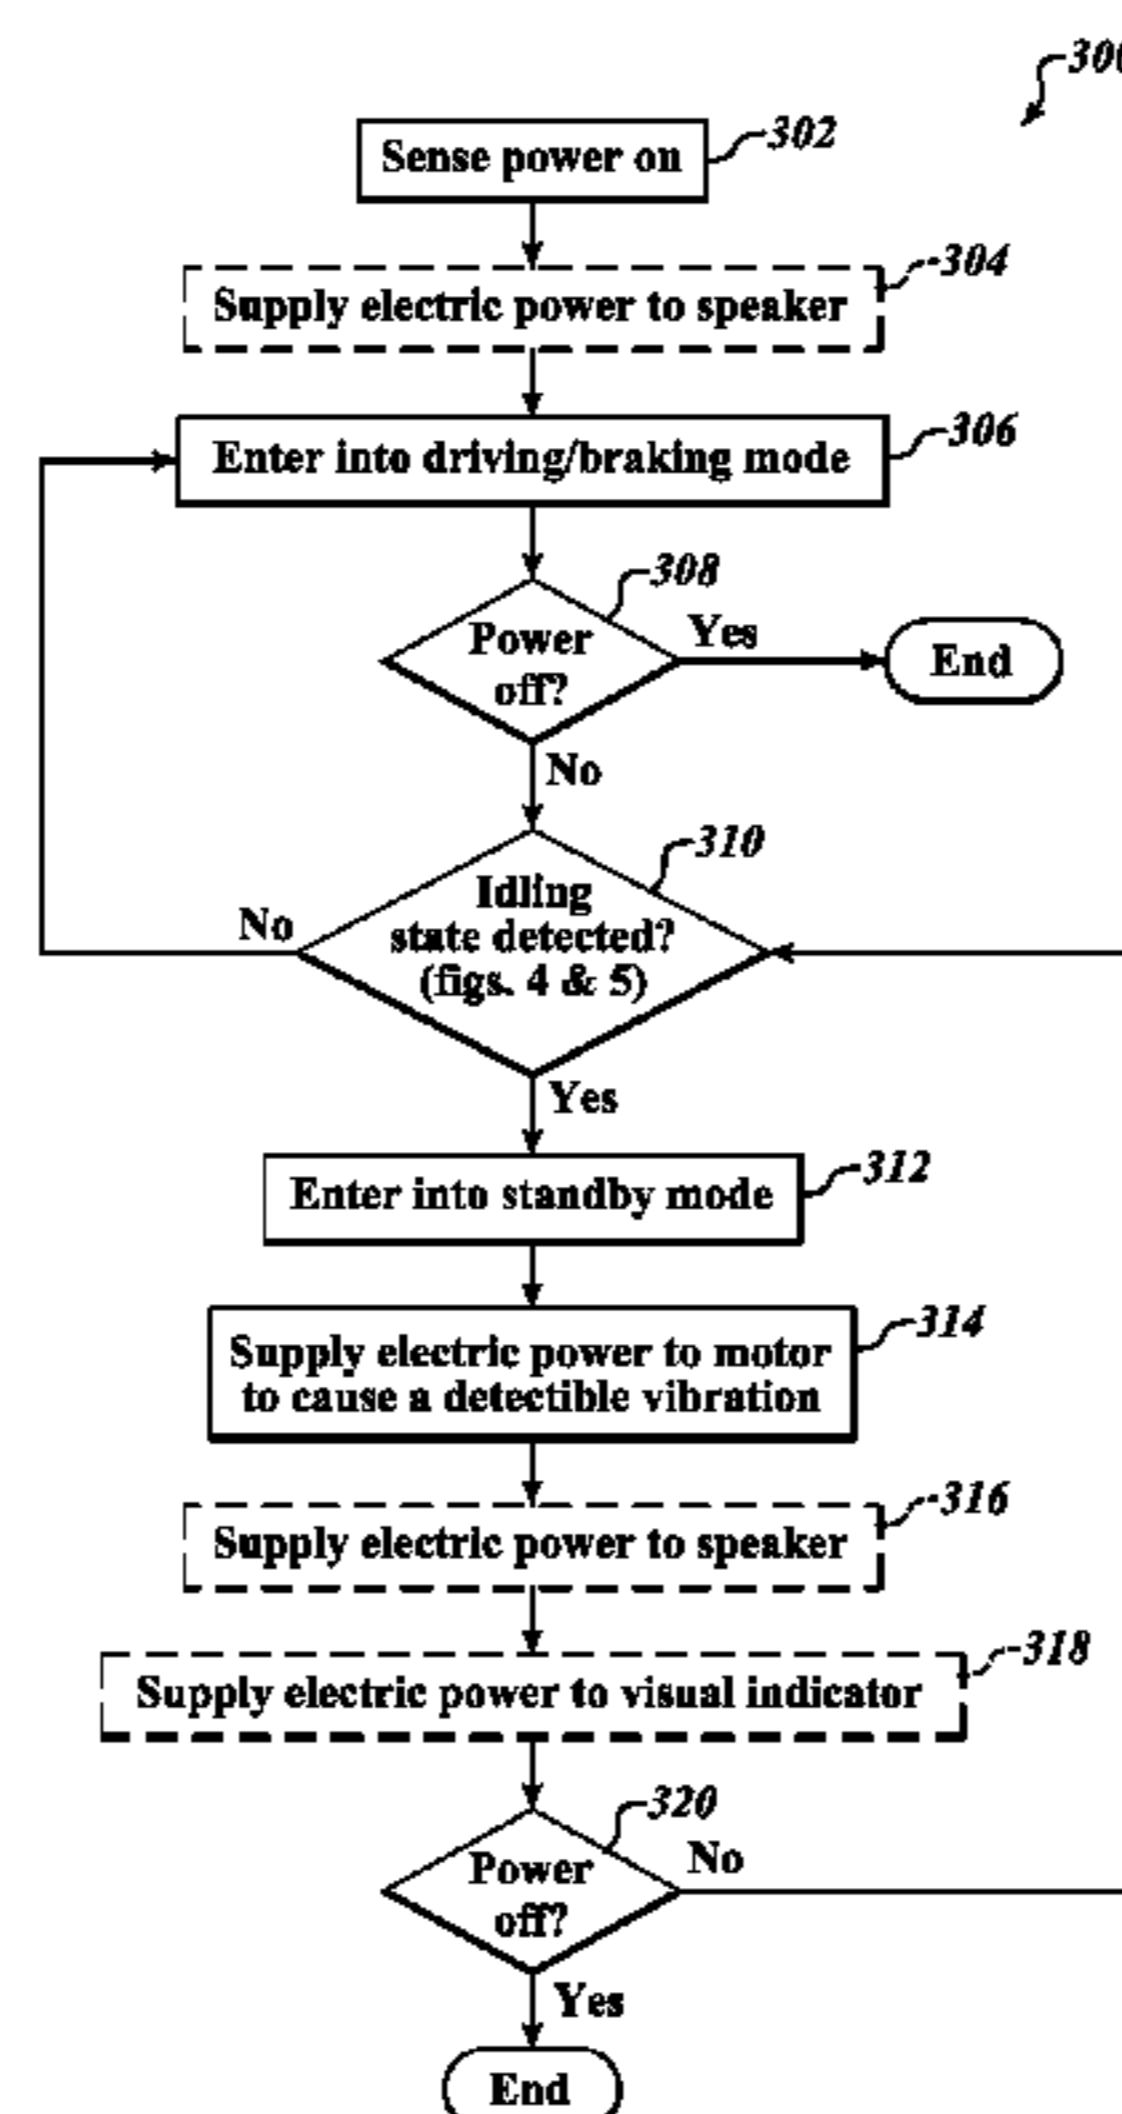 300
Sense power on
302
Supply electric power to speaker
304
Enter into driving/braking mode
306
308
Power
off?
Yes
End
No
310
Idling
state detected?
(figs. 4 & 5)
No
Yes
Enter into standby mode
312
Supply electric power to motor
to cause a detectible vibration
314
Supply electric power to speaker
316
Supply electric power to visual indicator
318
320
Power
off?
No
Yes
End